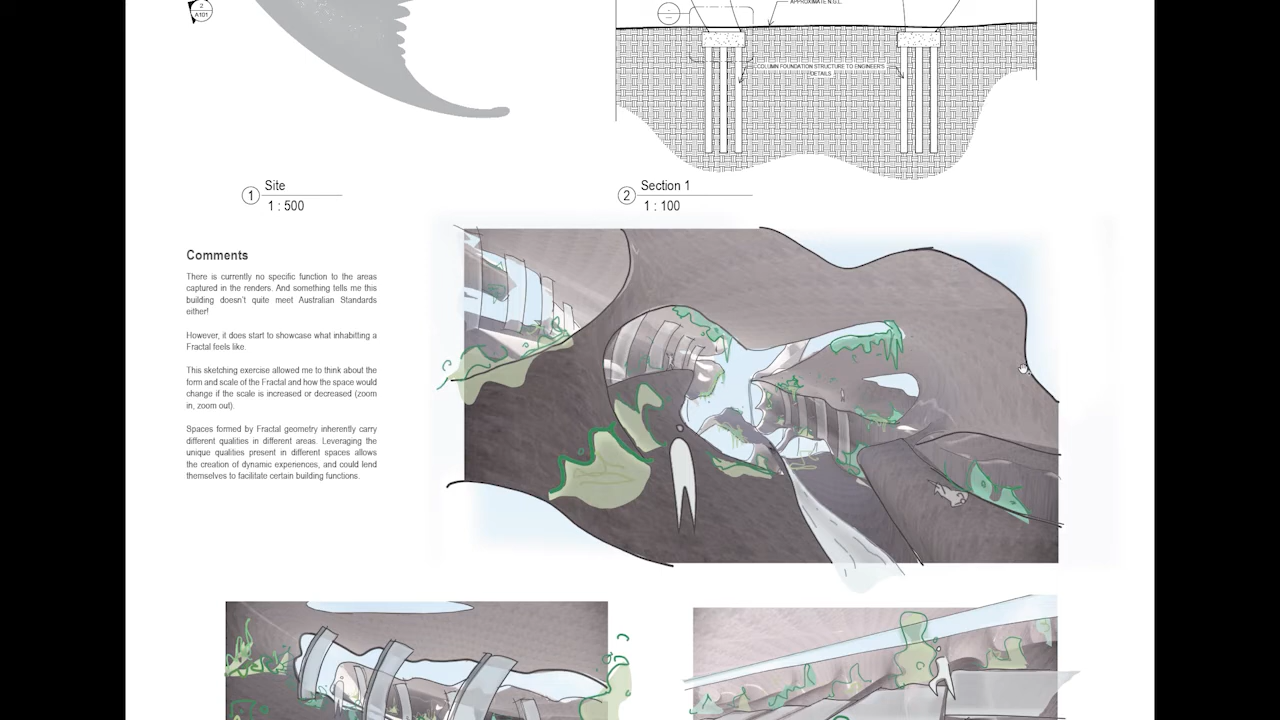 2
A101
APPROXIMATE N.G.L.
COLUMN FOUNDATION STRUCTURE TO ENGINEER'S
DETAILS
1
Site
1 : 500
2
Section 1
1 : 100
Comments
There is currently no specific function to the areas
captured in the renders. And something tells me this
building doesn't quite meet Australian Standards
either!
However, it does start to showcase what inhabitting a
Fractal feels like.
This sketching exercise allowed me to think about the
form and scale of the Fractal and how the space would
change if the scale is increased or decreased (zoom
in, zoom out).
Spaces formed by Fractal geometry inherently carry
different qualities in different areas. Leveraging the
unique qualities present in different spaces allows
the creation of dynamic experiences, and could lend
themselves to facilitate certain building functions.